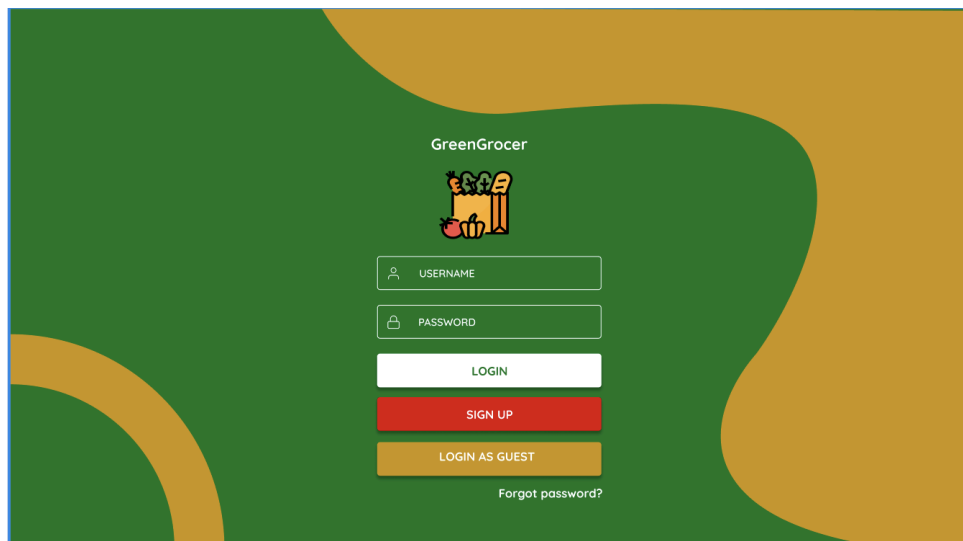 GreenGrocer
USERNAME
PASSWORD
LOGIN
SIGN UP
LOGIN AS GUEST
Forgot password?